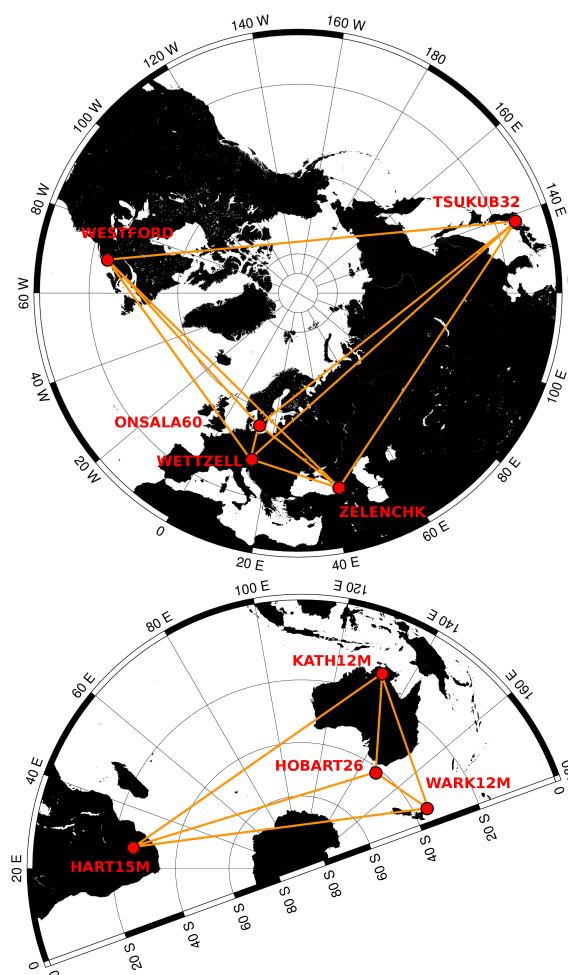 140 W
160 W
120 W
180
100 W
160 E
80 W
TSUKUB32
140 E
WESTFORD
60 W
100 E
40 W
ONSALA60
80 E
20 W
WETTZELL
ZELENCHK
60 E
0
20 E
40 E
100 E
120 E
80 E
140 E
60 E
KATH12M
160 E
40 E
HOBART26
WARK12M
180
0
20 S
HART15M
20 E
40 S
60 S
80 S
80 S
60 S
40 S
20 S
0
0